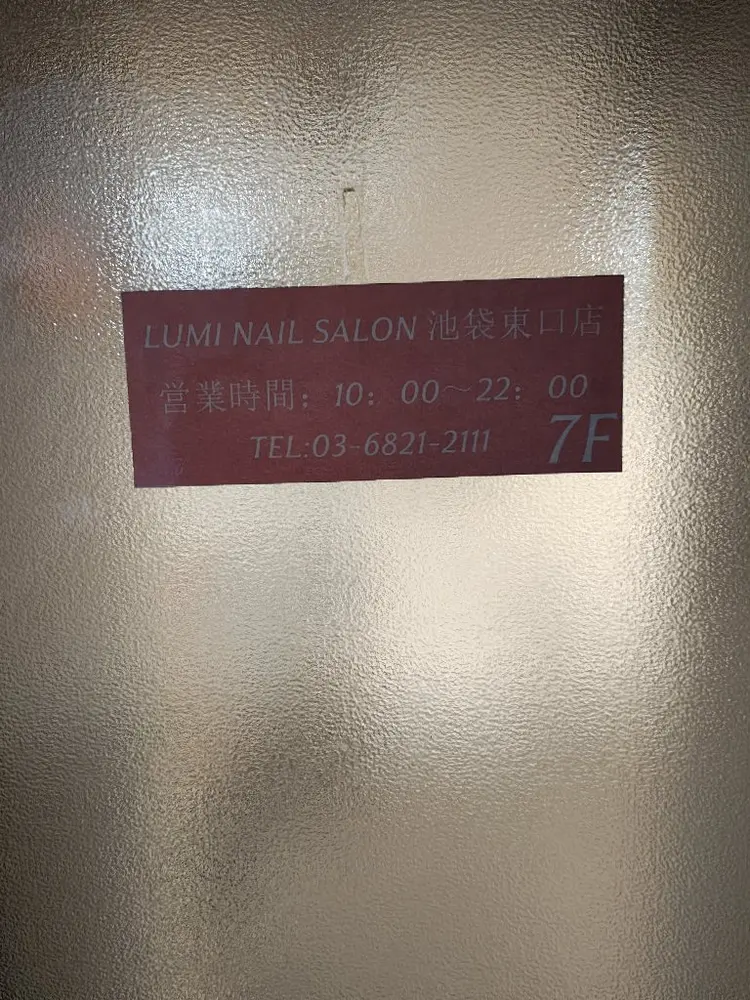 LUMI NAIL SALON 池袋東口店
営業時間：10：00～22：00
TEL:03-6821-2111
7F